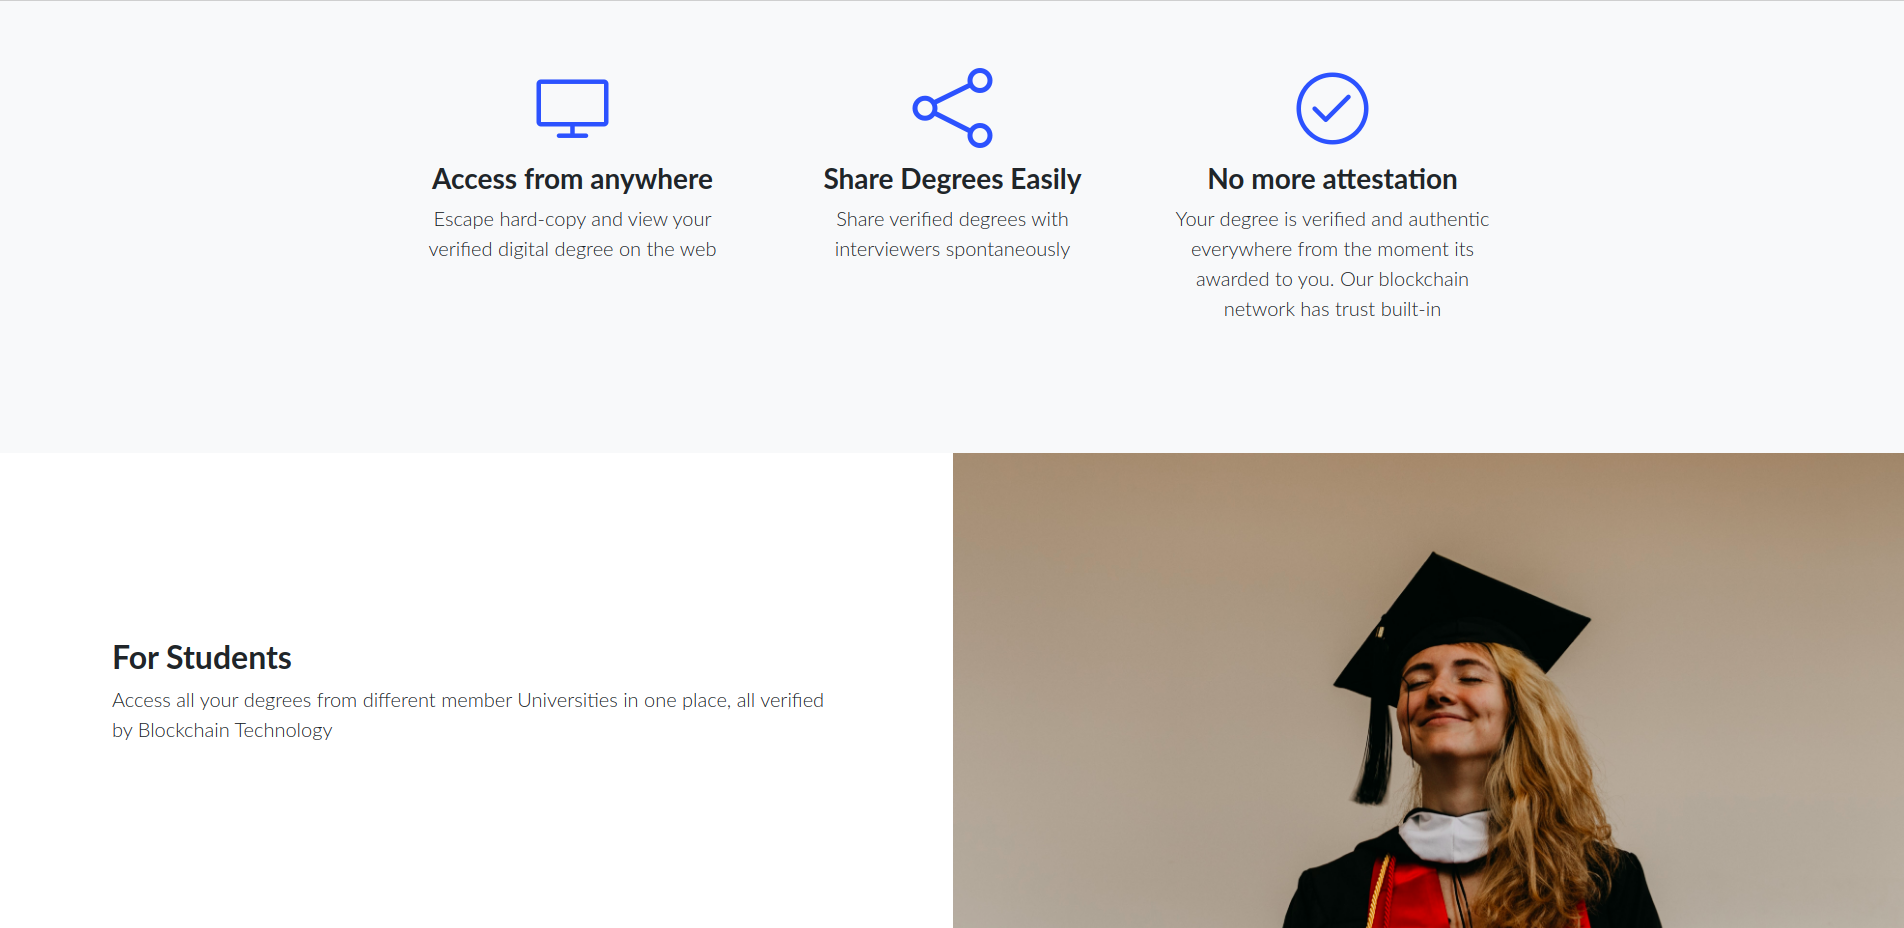 Access from anywhere
Escape hard-copy and view your
verified digital degree on the web
Share Degrees Easily
Share verified degrees with
interviewers spontaneously
No more attestation
Your degree is verified and authentic
everywhere from the moment its
awarded to you. Our blockchain
network has trust built-in
For Students
Access all your degrees from different member Universities in one place, all verified
by Blockchain Technology